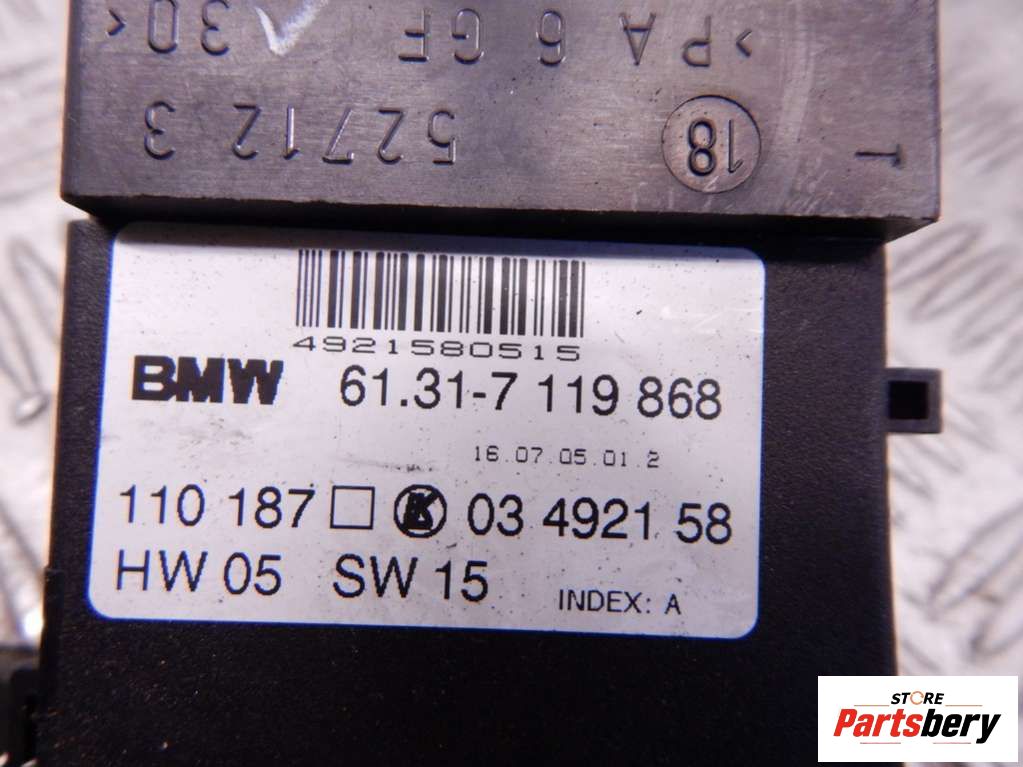 >PA 6 GF 30<
T 18 52712 3
4921580515
BMW 61.31-7 119 868
16.07.05.01.2
110 187 K 03 4921 58
HW 05 SW 15 INDEX: A
STORE
Partsbery